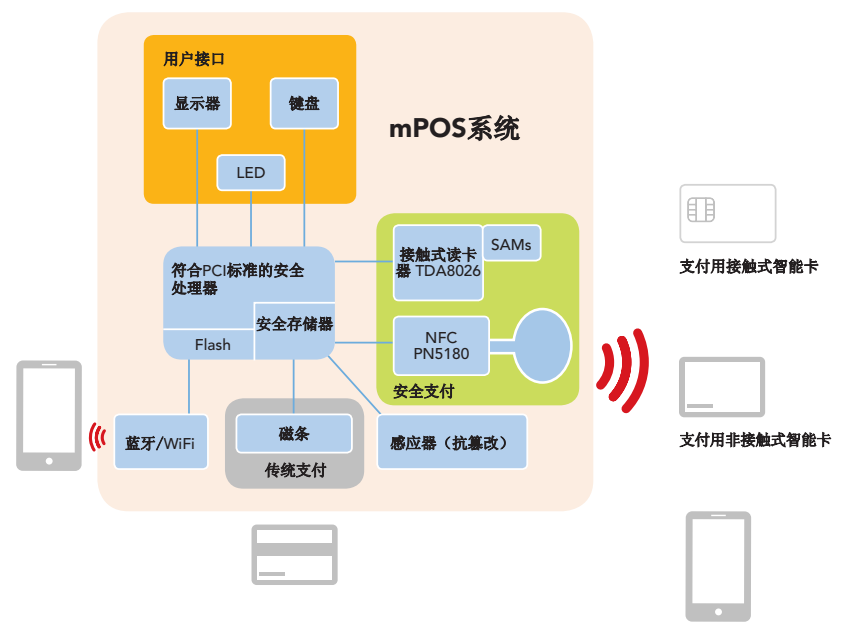 用户接口
显示器
键盘
LED
mPOS系统
接触式读卡
器 TDA8026
SAMs
符合PCI标准的安全
处理器
安全存储器
Flash
NFC
PN5180
安全支付
支付用接触式智能卡
蓝牙/WiFi
磁条
传统支付
感应器（抗篡改）
支付用非接触式智能卡